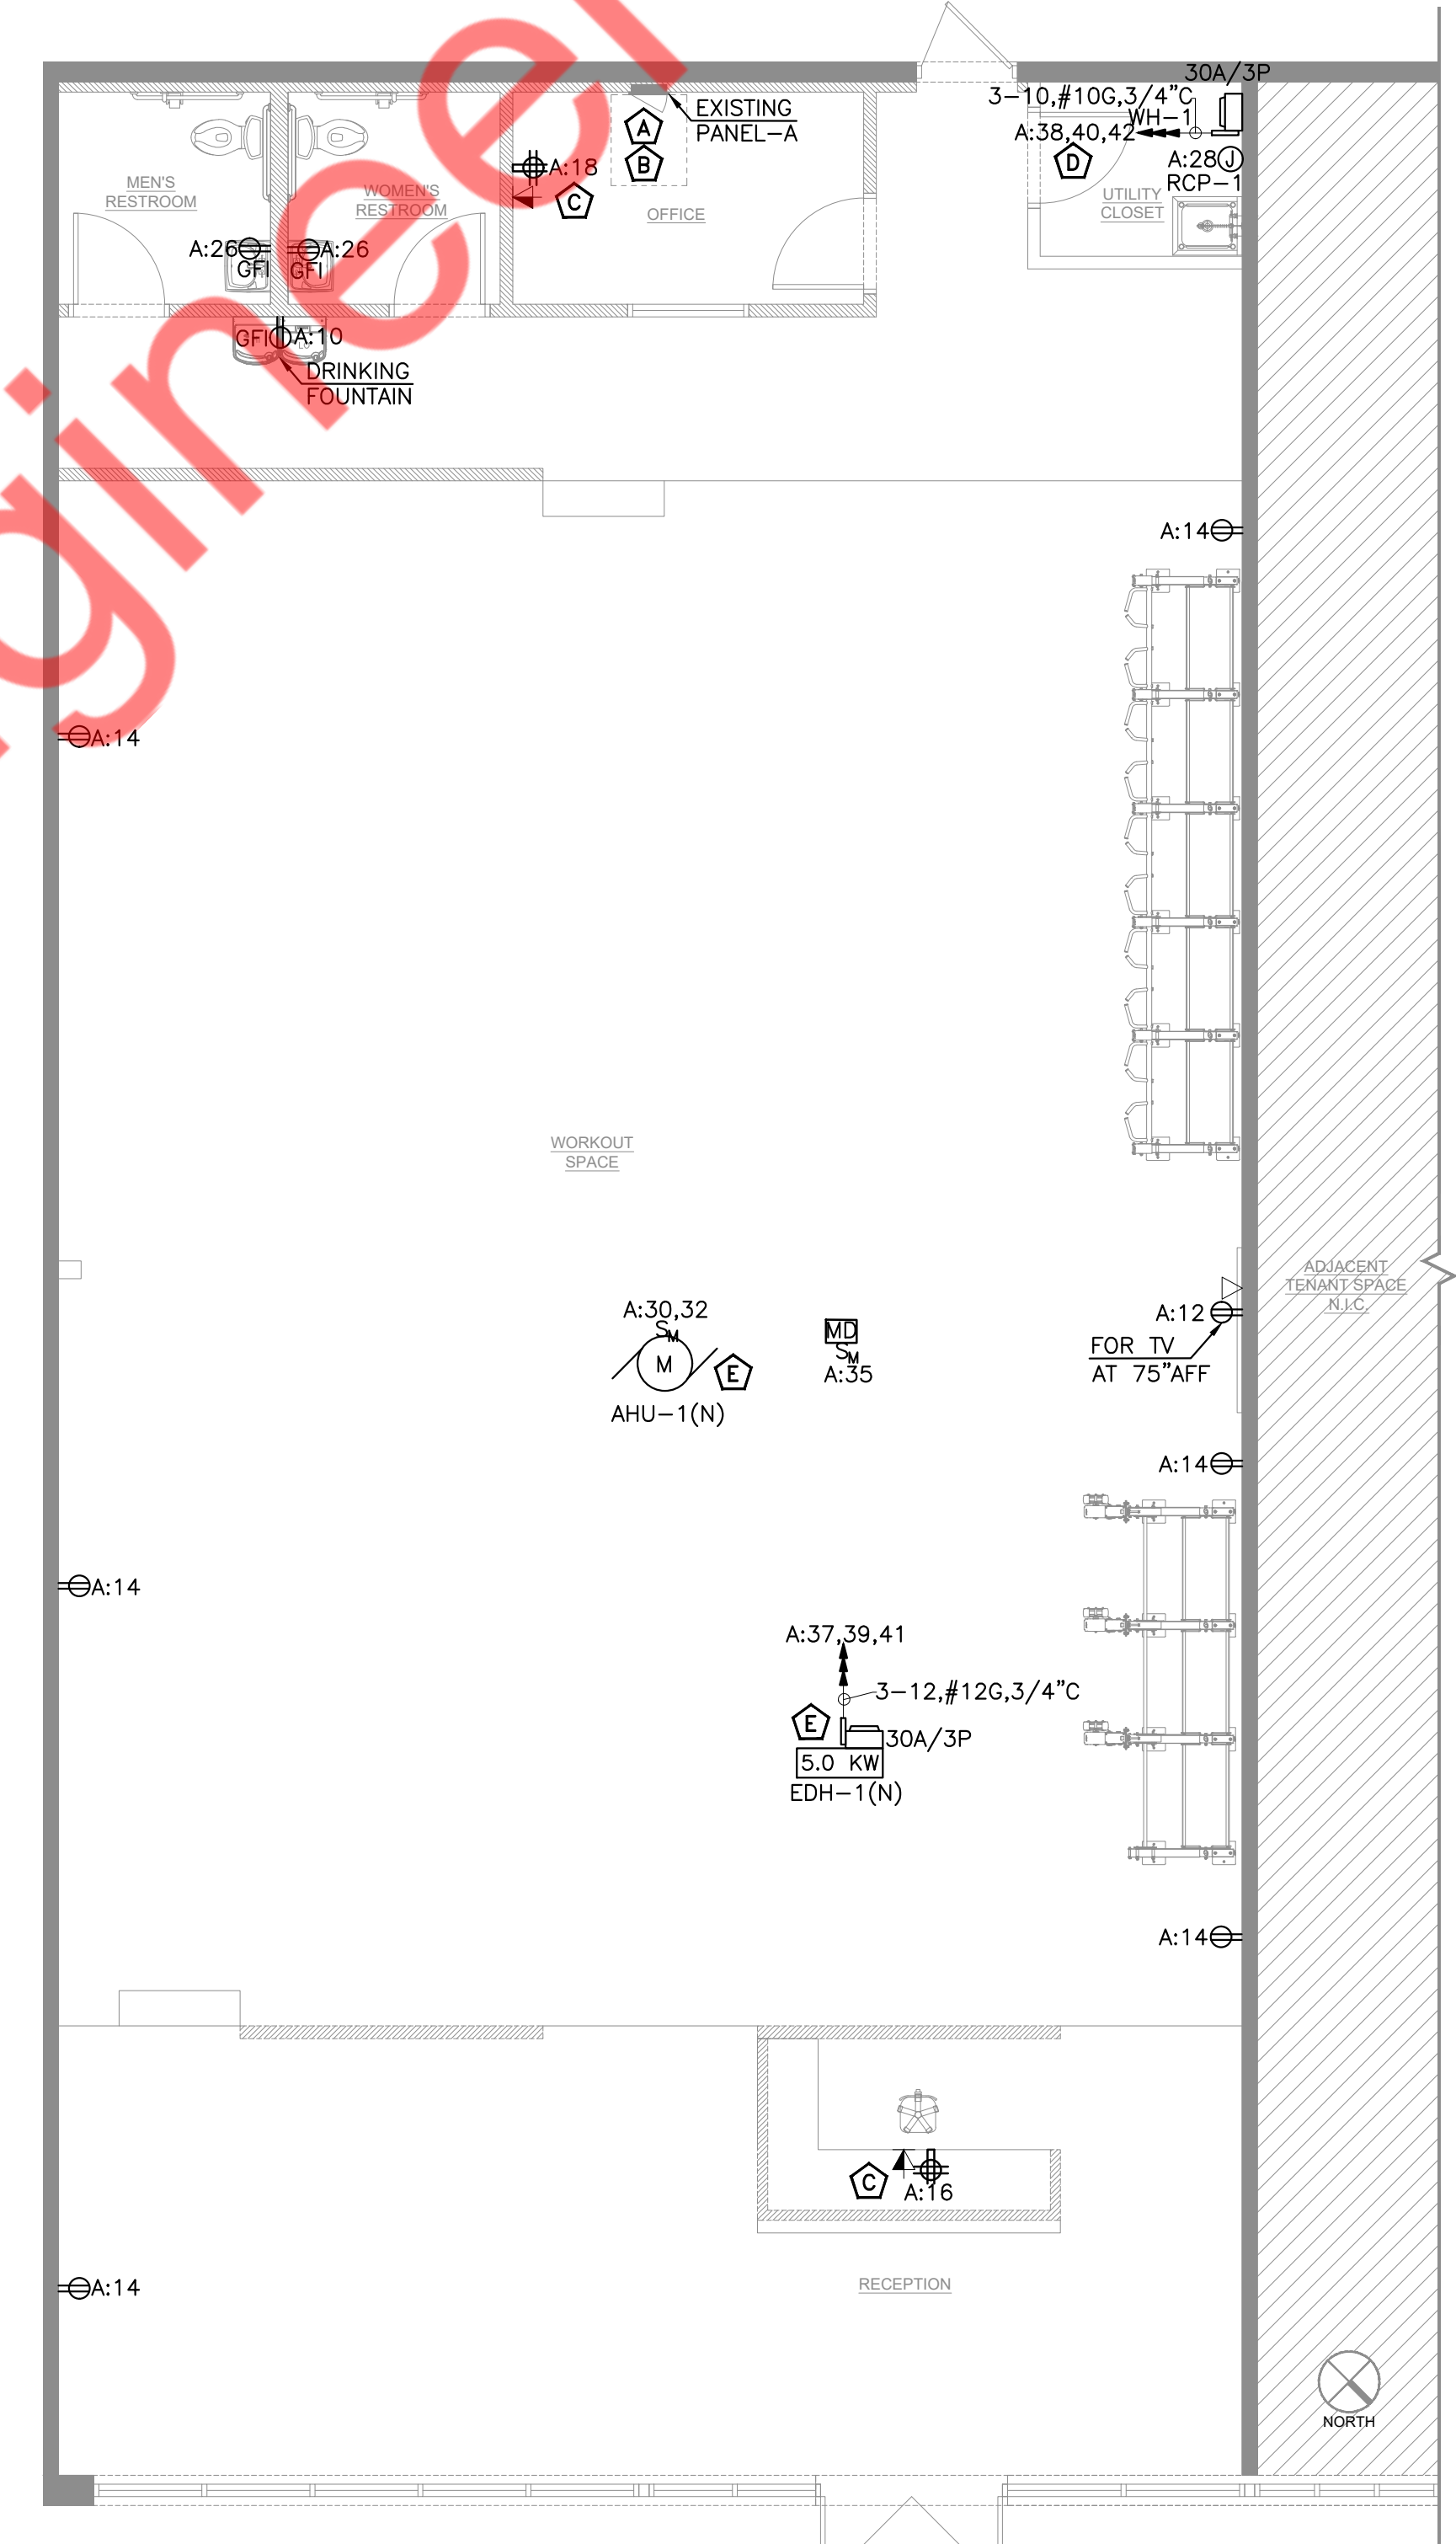 gineer
30A/3P
3-10,#10G,3/4"C
WH-1
A:38,40,42
D
A:28 J
RCP-1
UTILITY
CLOSET
EXISTING
PANEL-A
A
B
A:18
C
OFFICE
MEN'S
RESTROOM
WOMEN'S
RESTROOM
A:26
GFI
A:26
GFI
GFI
A:10
DRINKING
FOUNTAIN
A:14
A:14
WORKOUT
SPACE
ADJACENT
TENANT SPACE
N.I.C.
A:12
FOR TV
AT 75"AFF
A:30,32
SM
M
E
AHU-1(N)
MD
SM
A:35
A:14
A:14
A:37,39,41
3-12,#12G,3/4"C
E
30A/3P
5.0 KW
EDH-1(N)
A:14
C
A:16
A:14
RECEPTION
NORTH